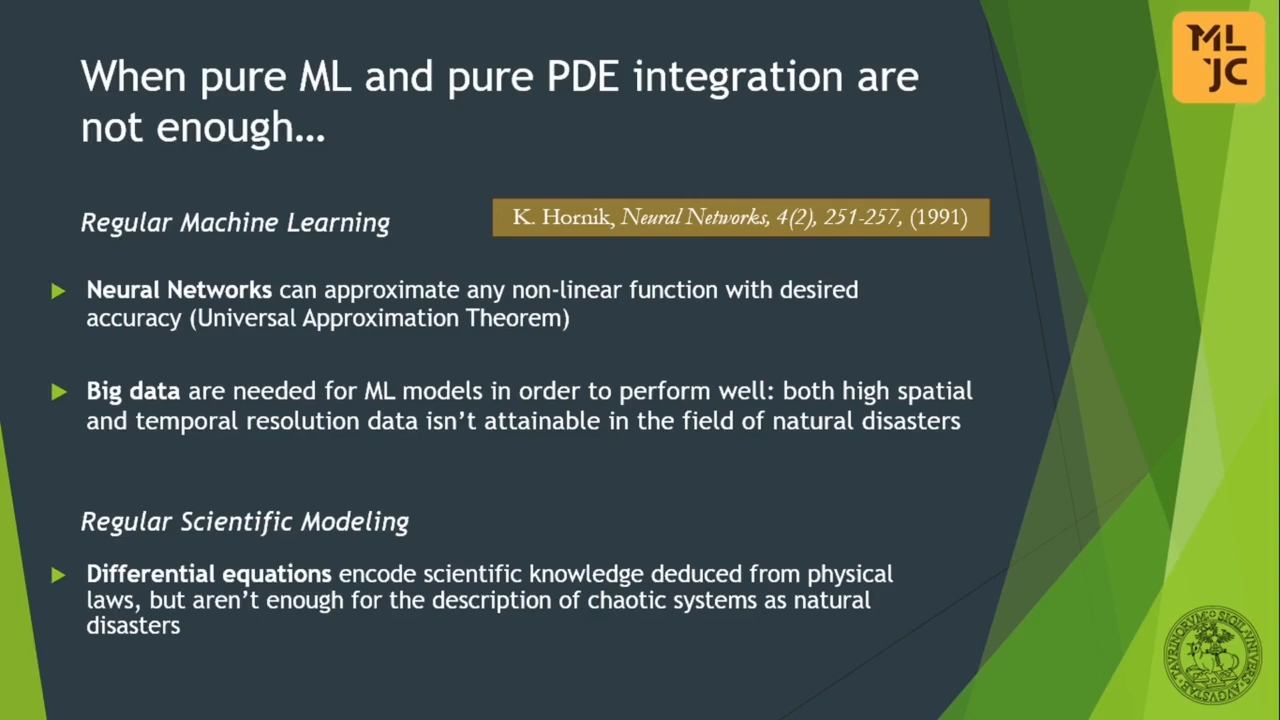 When pure ML and pure PDE integration are
not enough…
ML
JC
Regular Machine Learning
K. Hornik, Neural Networks, 4(2), 251-257, (1991)
Neural Networks can approximate any non-linear function with desired
accuracy (Universal Approximation Theorem)
Big data are needed for ML models in order to perform well: both high spatial
and temporal resolution data isn’t attainable in the field of natural disasters
Regular Scientific Modeling
Differential equations encode scientific knowledge deduced from physical
laws, but aren’t enough for the description of chaotic systems as natural
disasters